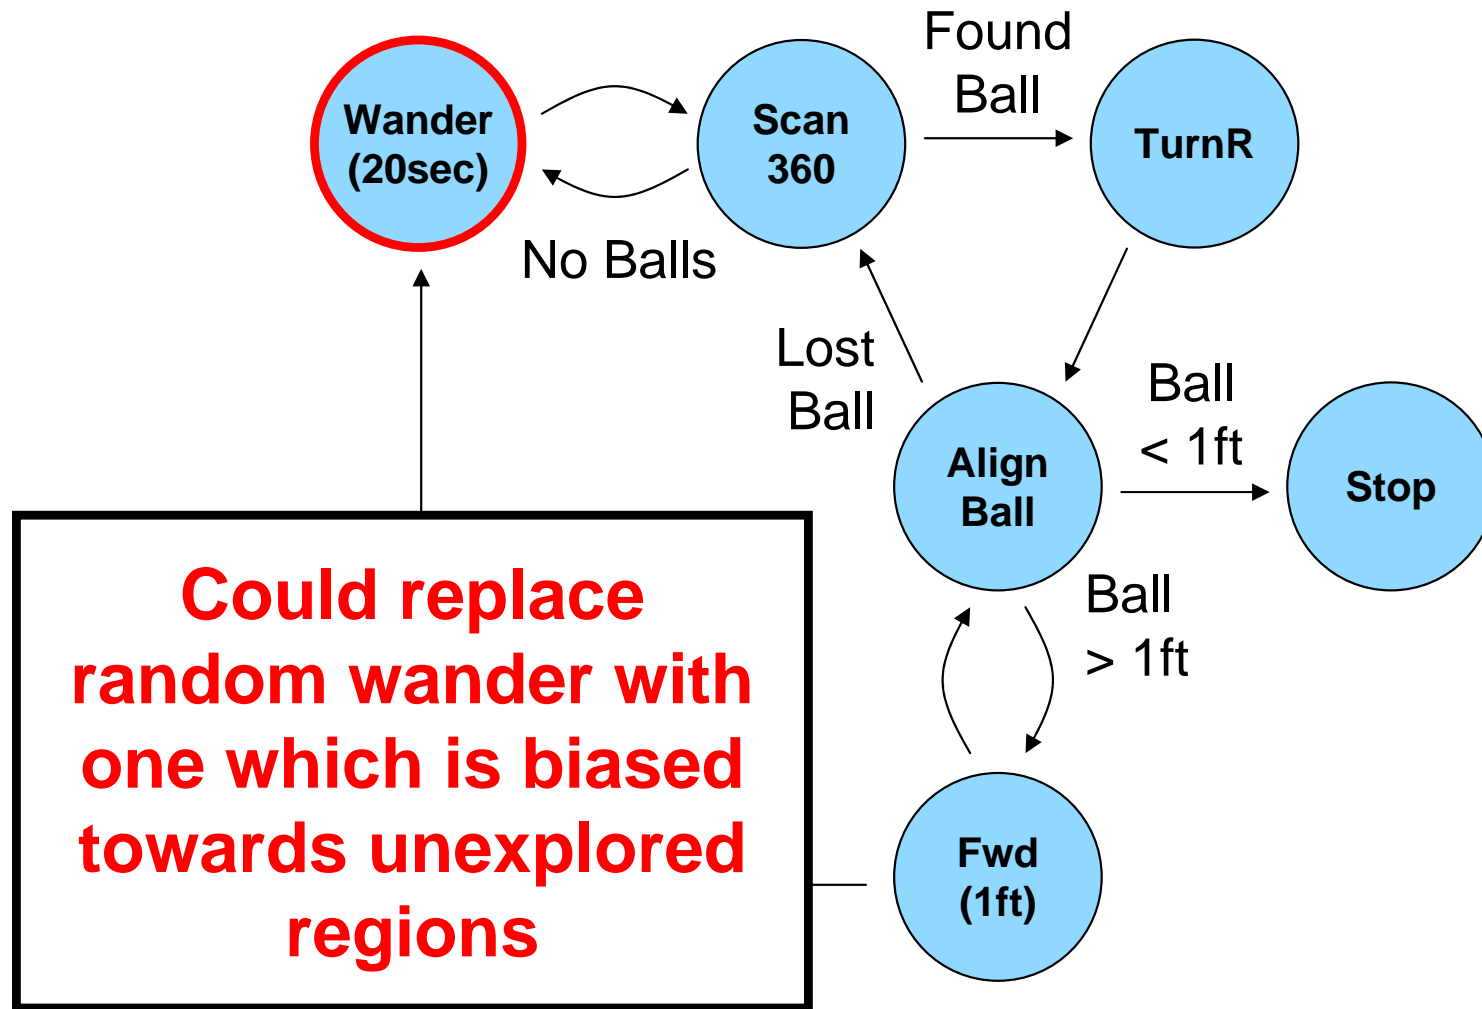 Found
Ball
Wander
(20sec)
Scan
360
TurnR
No Balls
Lost
Ball
Ball
< 1ft
Align
Ball
Stop
Ball
> 1ft
Could replace
random wander with
one which is biased
towards unexplored
regions
Fwd
(1ft)